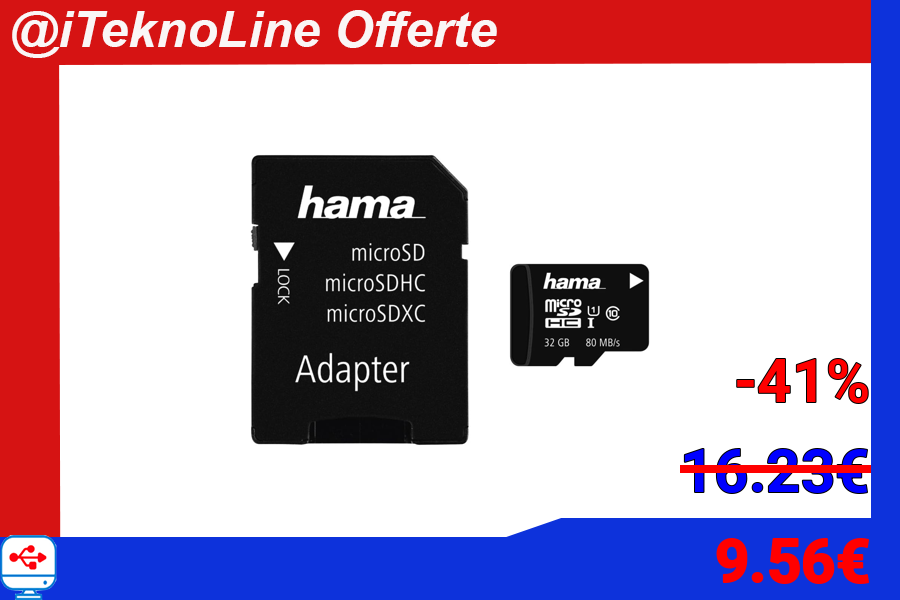 @iTeknoLine Offerte
hama
microSD
microSDHC
microSDXC
LOCK
Adapter
hama
micro
SD
HC I
U1
10
32 GB 80 MB/s
-41%
16.23€
9.56€